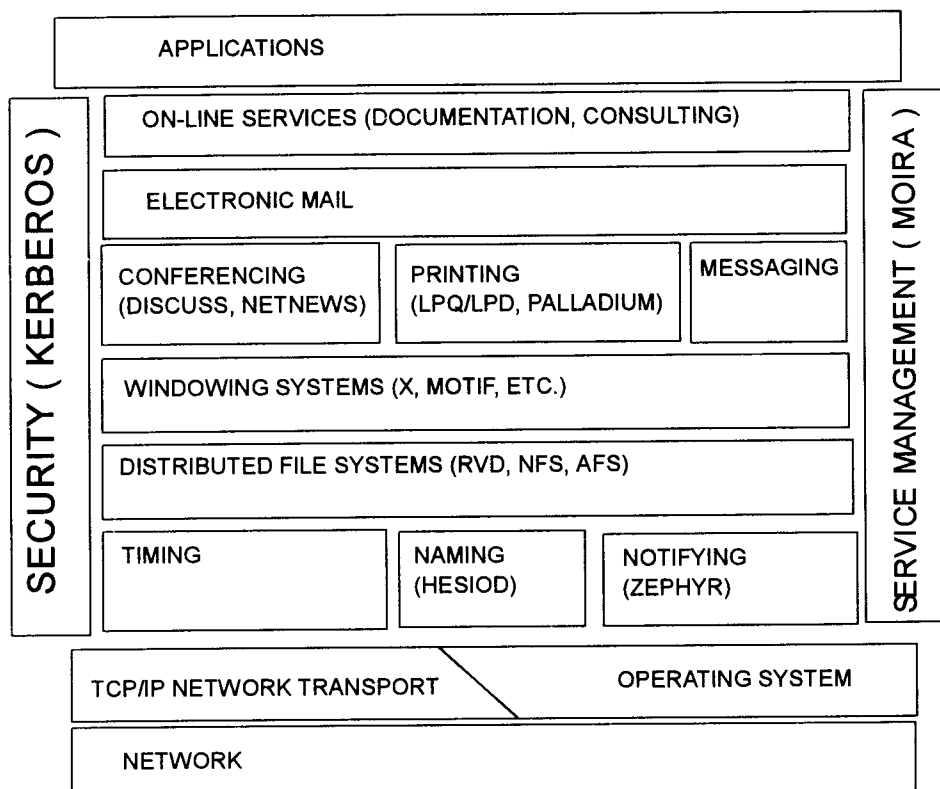 APPLICATIONS
SECURITY ( KERBEROS )
ON-LINE SERVICES (DOCUMENTATION, CONSULTING)
ELECTRONIC MAIL
CONFERENCING
(DISCUSS, NETNEWS)
PRINTING
(LPQ/LPD, PALLADIUM)
MESSAGING
WINDOWING SYSTEMS (X, MOTIF, ETC.)
DISTRIBUTED FILE SYSTEMS (RVD, NFS, AFS)
TIMING
NAMING
(HESIOD)
NOTIFYING
(ZEPHYR)
SERVICE MANAGEMENT ( MOIRA )
TCP/IP NETWORK TRANSPORT
OPERATING SYSTEM
NETWORK